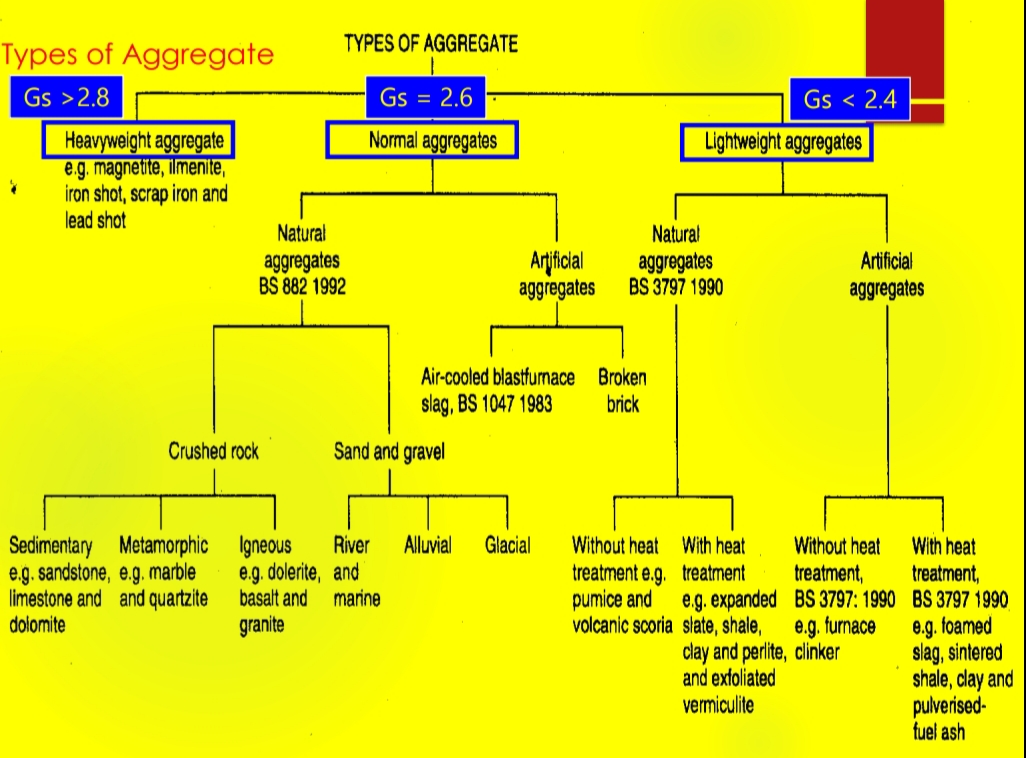 Types of Aggregate
TYPES OF AGGREGATE
Gs >2.8
Gs = 2.6
Gs < 2.4
Heavyweight aggregate
e.g. magnetite, ilmenite,
iron shot, scrap iron and
lead shot
Normal aggregates
Lightweight aggregates
Natural
aggregates
BS 882 1992
Artificial
aggregates
Natural
aggregates
BS 3797 1990
Artificial
aggregates
Air-cooled blastfurnace
slag, BS 1047 1983
Broken
brick
Crushed rock
Sand and gravel
Sedimentary
e.g. sandstone,
limestone and
dolomite
Metamorphic
e.g. marble
and quartzite
Igneous
e.g. dolerite,
basalt and
granite
River
and
marine
Alluvial
Glacial
Without heat
treatment e.g.
pumice and
volcanic scoria
With heat
treatment
e.g. expanded
slate, shale,
clay and perlite,
and exfoliated
vermiculite
Without heat
treatment,
BS 3797: 1990
e.g. furnace
clinker
With heat
treatment,
BS 3797 1990
e.g. foamed
slag, sintered
shale, clay and
pulverised-
fuel ash